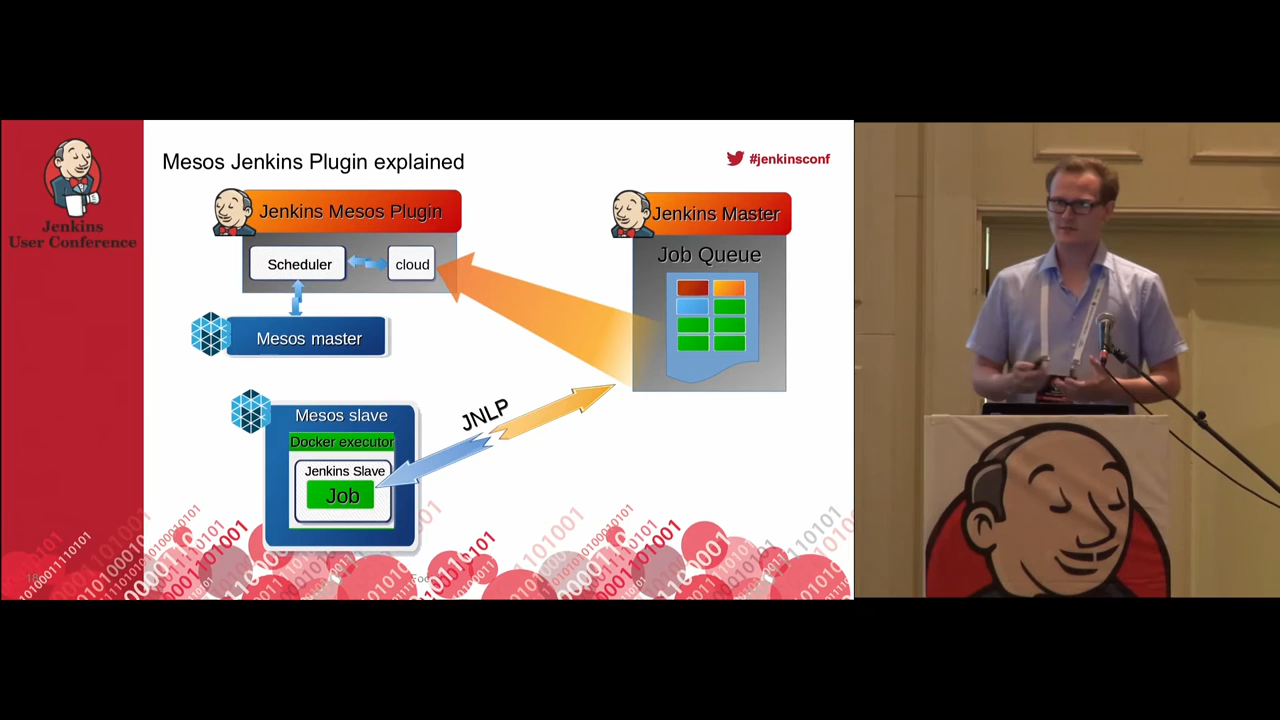 Mesos Jenkins Plugin explained
#jenkinsconf
Jenkins
User Conference
Jenkins Mesos Plugin
Scheduler
cloud
Mesos master
Jenkins Master
Job Queue
JNLP
Mesos slave
Docker executor
Jenkins Slave
Job
18